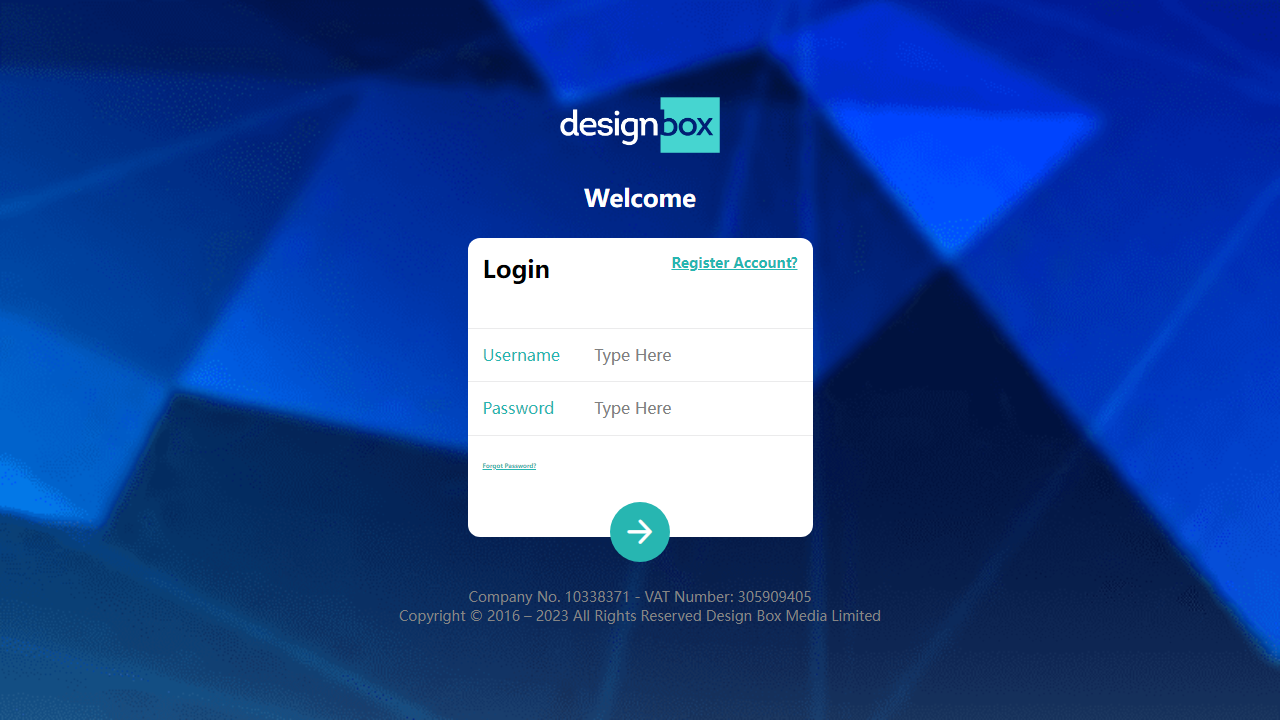 designbox
Welcome
Login
Register Account?
Username
Type Here
Password
Type Here
Forgot Password?
Company No. 10338371 - VAT Number: 305909405
Copyright © 2016 – 2023 All Rights Reserved Design Box Media Limited